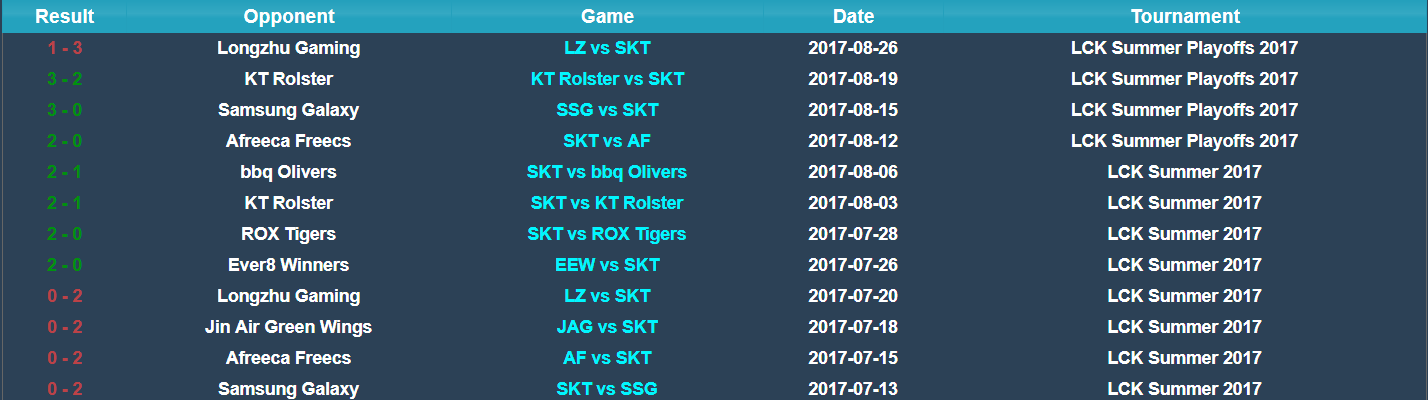 Result Opponent Game Date Tournament
1 - 3 Longzhu Gaming LZ vs SKT 2017-08-26 LCK Summer Playoffs 2017
3 - 2 KT Rolster KT Rolster vs SKT 2017-08-19 LCK Summer Playoffs 2017
3 - 0 Samsung Galaxy SSG vs SKT 2017-08-15 LCK Summer Playoffs 2017
2 - 0 Afreeca Freecs SKT vs AF 2017-08-12 LCK Summer Playoffs 2017
2 - 1 bbq Olivers SKT vs bbq Olivers 2017-08-06 LCK Summer 2017
2 - 1 KT Rolster SKT vs KT Rolster 2017-08-03 LCK Summer 2017
2 - 0 ROX Tigers SKT vs ROX Tigers 2017-07-28 LCK Summer 2017
2 - 0 Ever8 Winners EEW vs SKT 2017-07-26 LCK Summer 2017
0 - 2 Longzhu Gaming LZ vs SKT 2017-07-20 LCK Summer 2017
0 - 2 Jin Air Green Wings JAG vs SKT 2017-07-18 LCK Summer 2017
0 - 2 Afreeca Freecs AF vs SKT 2017-07-15 LCK Summer 2017
0 - 2 Samsung Galaxy SKT vs SSG 2017-07-13 LCK Summer 2017